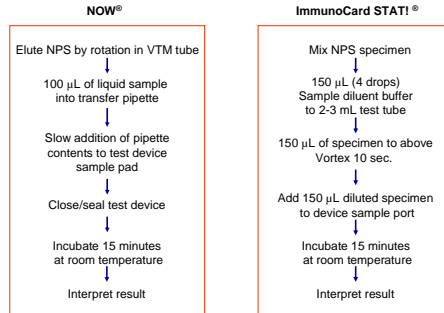 NOW®
Elute NPS by rotation in VTM tube
100 µL of liquid sample
into transfer pipette
Slow addition of pipette
contents to test device
sample pad
Close/seal test device
Incubate 15 minutes
at room temperature
Interpret result
ImmunoCard STAT! ®
Mix NPS specimen
150 µL (4 drops)
Sample diluent buffer
to 2-3 mL test tube
150 µL of specimen to above
Vortex 10 sec.
Add 150 µL diluted specimen
to device sample port
Incubate 15 minutes
at room temperature
Interpret result